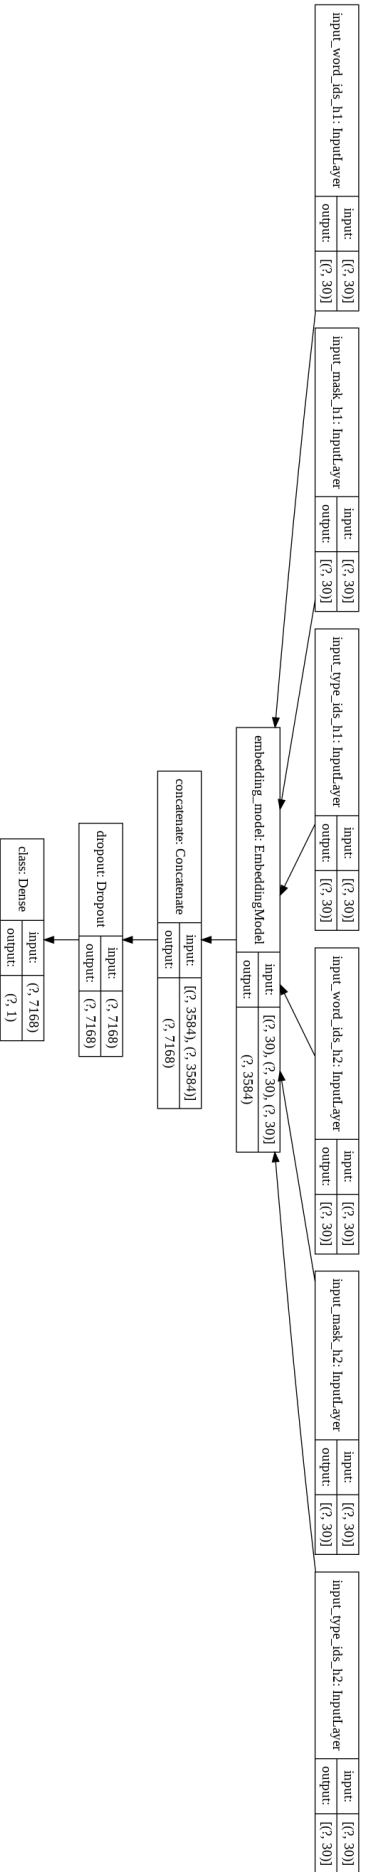 input_word_ids_h1: InputLayer
input: [(?, 30)]
output: [(?, 30)]
input_mask_h1: InputLayer
input: [(?, 30)]
output: [(?, 30)]
input_type_ids_h1: InputLayer
input: [(?, 30)]
output: [(?, 30)]
input_word_ids_h2: InputLayer
input: [(?, 30)]
output: [(?, 30)]
input_mask_h2: InputLayer
input: [(?, 30)]
output: [(?, 30)]
input_type_ids_h2: InputLayer
input: [(?, 30)]
output: [(?, 30)]
embedding_model: EmbeddingModel
input: [(?, 30), (?, 30), (?, 30)]
output: (?, 3584)
concatenate: Concatenate
input: [(?, 3584), (?, 3584)]
output: (?, 7168)
dropout: Dropout
input: (?, 7168)
output: (?, 7168)
class: Dense
input: (?, 7168)
output: (?, 1)